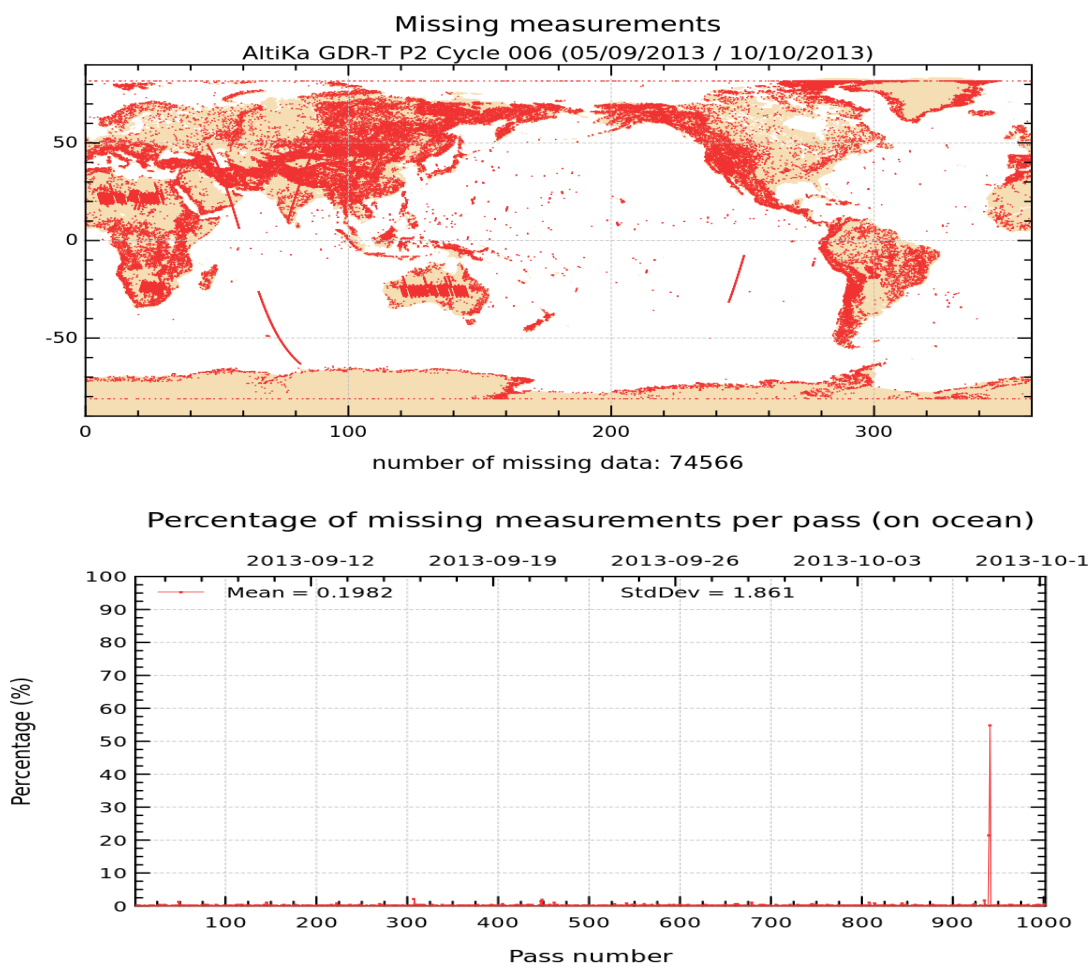 Missing measurements
AltiKa GDR-T P2 Cycle 006 (05/09/2013 / 10/10/2013)
50
0
-50
0 100 200 300
number of missing data: 74566
Percentage of missing measurements per pass (on ocean)
2013-09-12 2013-09-19 2013-09-26 2013-10-03 2013-10-1
Mean = 0.1982 StdDev = 1.861
100
90
80
70
60
50
40
30
20
10
0
Percentage (%)
100 200 300 400 500 600 700 800 900 1000
Pass number